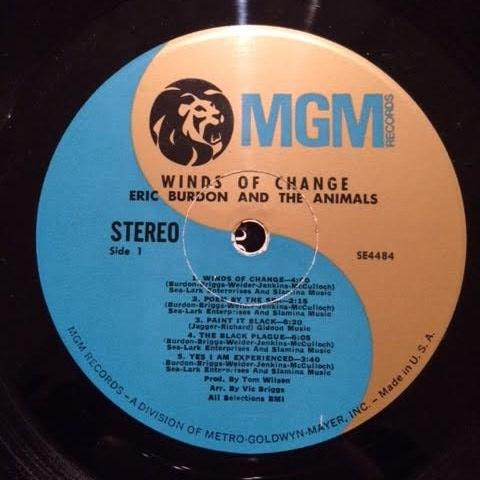 MGM
RECORDS
WINDS OF CHANGE
ERIC BURDON AND THE ANIMALS
STEREO
Side 1
SE4484
1. WINDS OF CHANGE—4:
(Burdon-Briggs-Weider-Jenkins-McCulloch)
Sea-Lark Enterprises And Slamina Music
2. POEM BY THE SEA—2:15
(Burdon-Briggs-Weider-Jenkins-McCulloch)
Sea-Lark Enterprises And Slamina Music
3. PAINT IT BLACK—6:20
(Jagger-Richard) Gideon Music
4. THE BLACK PLAGUE—6:05
(Burdon-Briggs-Weider-Jenkins-McCulloch)
Sea-Lark Enterprises And Slamina Music
5. YES I AM EXPERIENCED—3:40
(Burdon-Briggs-Weider-Jenkins-McCulloch)
Sea-Lark Enterprises And Slamina Music
Prod. By Tom Wilson
Arr. By Vic Briggs
All Selections BMI
MGM RECORDS—A DIVISION OF METRO-GOLDWYN-MAYER, INC. – Made in U. S. A.